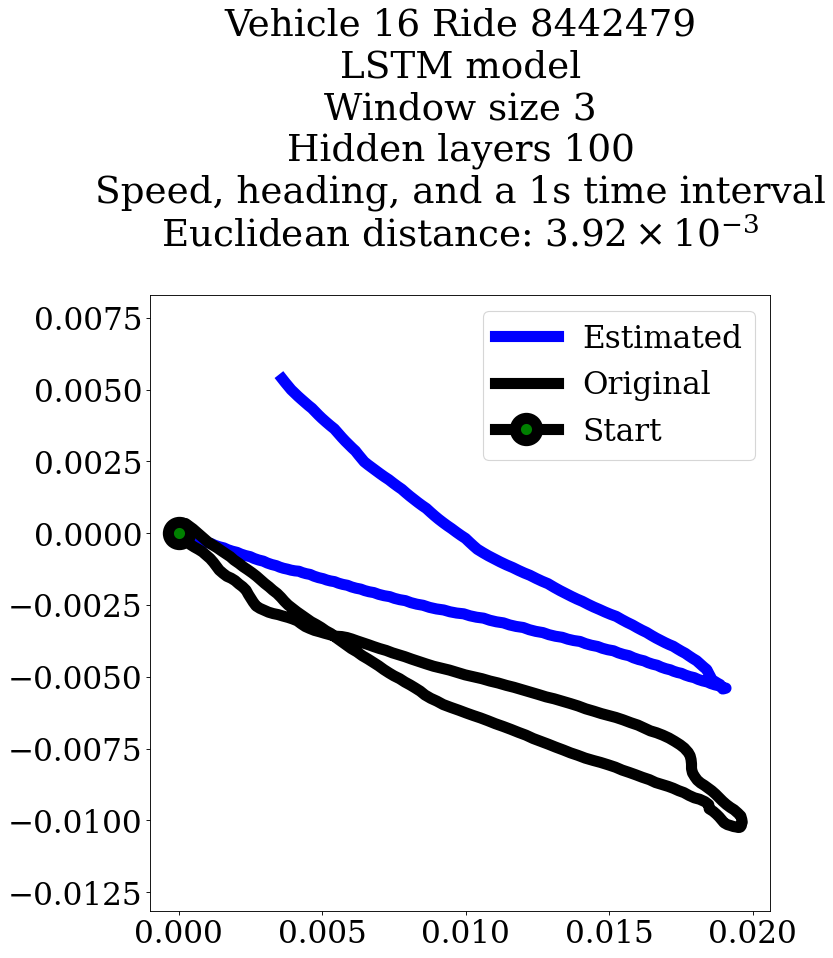 Vehicle 16 Ride 8442479
LSTM model
Window size 3
Hidden layers 100
Speed, heading, and a 1s time interval
Euclidean distance: 3.92 × 10⁻³
Estimated
Original
Start
0.0075
0.0050
0.0025
0.0000
−0.0025
−0.0050
−0.0075
−0.0100
−0.0125
0.000 0.005 0.010 0.015 0.020